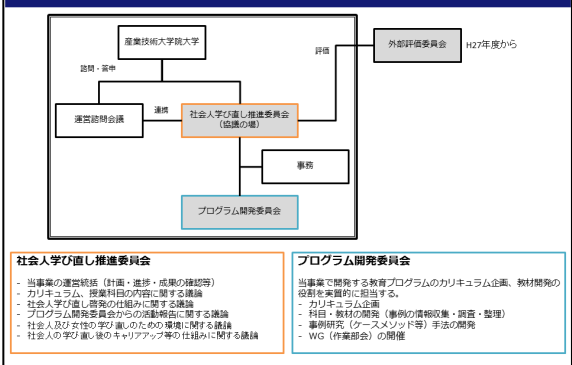 産業技術大学院大学
諮問・答申
評価
外部評価委員会
H27年度から
運営諮問会議
連携
社会人学び直し推進委員会
（協議の場）
事務
プログラム開発委員会
社会人学び直し推進委員会
- 当事業の運営統括（計画・進捗・成果の確認等）
- カリキュラム、授業科目の内容に関する議論
- 社会人学び直し啓発の仕組みに関する議論
- プログラム開発委員会からの活動報告に関する議論
- 社会人及び女性の学び直しのための環境に関する議論
- 社会人の学び直し後のキャリアアップ等の仕組みに関する議論
プログラム開発委員会
当事業で開発する教育プログラムのカリキュラム企画、教材開発の
役割を実質的に担当する。
- カリキュラム企画
- 科目・教材の開発（事例の情報収集・調査・整理）
- 事例研究（ケースメソッド等）手法の開発
- WG（作業部会）の開催